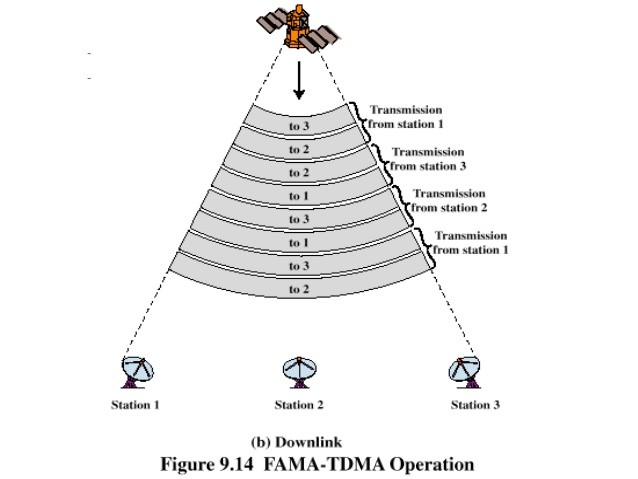 to 3
Transmission
from station 1
to 2
to 2
Transmission
from station 3
to 1
to 3
Transmission
from station 2
to 1
to 3
Transmission
from station 1
to 2
Station 1
Station 2
Station 3
(b) Downlink
Figure 9.14 FAMA-TDMA Operation